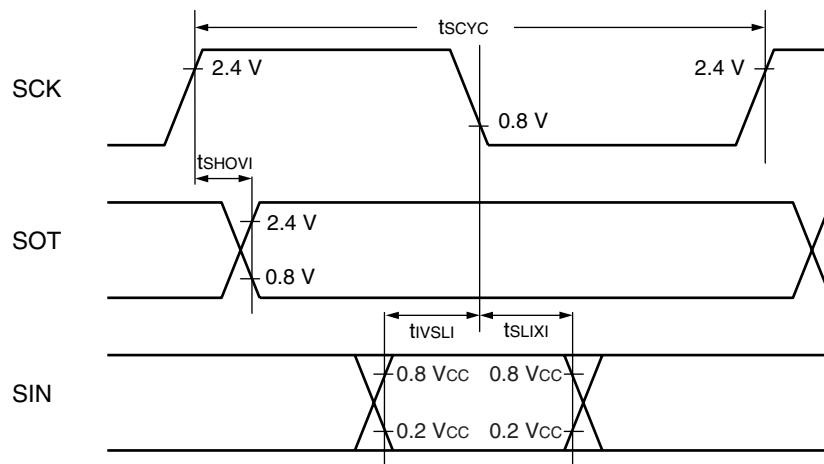 tSCYC
SCK
2.4 V
2.4 V
0.8 V
tSHOVI
SOT
2.4 V
0.8 V
tIVSLI
tSLIXI
SIN
0.8 VCC
0.8 VCC
0.2 VCC
0.2 VCC